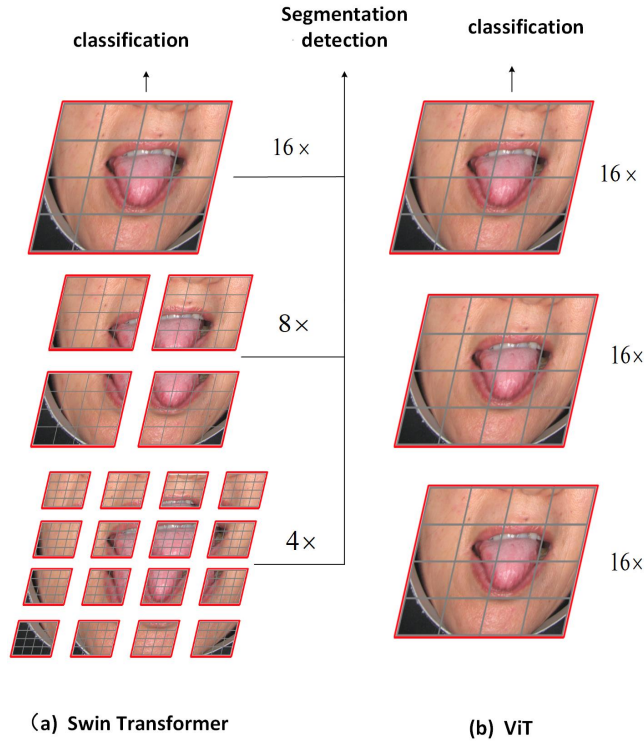 classification
Segmentation
detection
classification
16×
16×
8×
16×
4×
16×
（a) Swin Transformer
(b) ViT